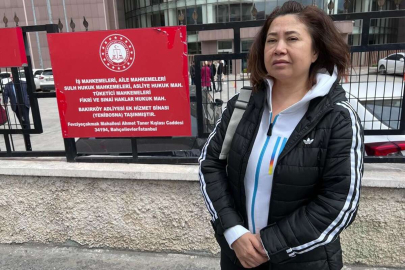 İŞ MAHKEMELERİ, AİLE MAHKEMELERİ
SULH HUKUK MAHKEMELERİ, ASLİYE HUKUK MAH.
TÜKETİCİ MAHKEMELERİ
FİKRİ VE SINAİ HAKLAR HUKUK MAH.
BAKIRKÖY ADLİYESİ EK HİZMET BİNASI
(YENİBOSNA) TAŞINMIŞTIR.
Fevziçakmak Mahallesi Ahmet Taner Kışlalı Caddesi
34194, Bahçelievler/İstanbul
adidas